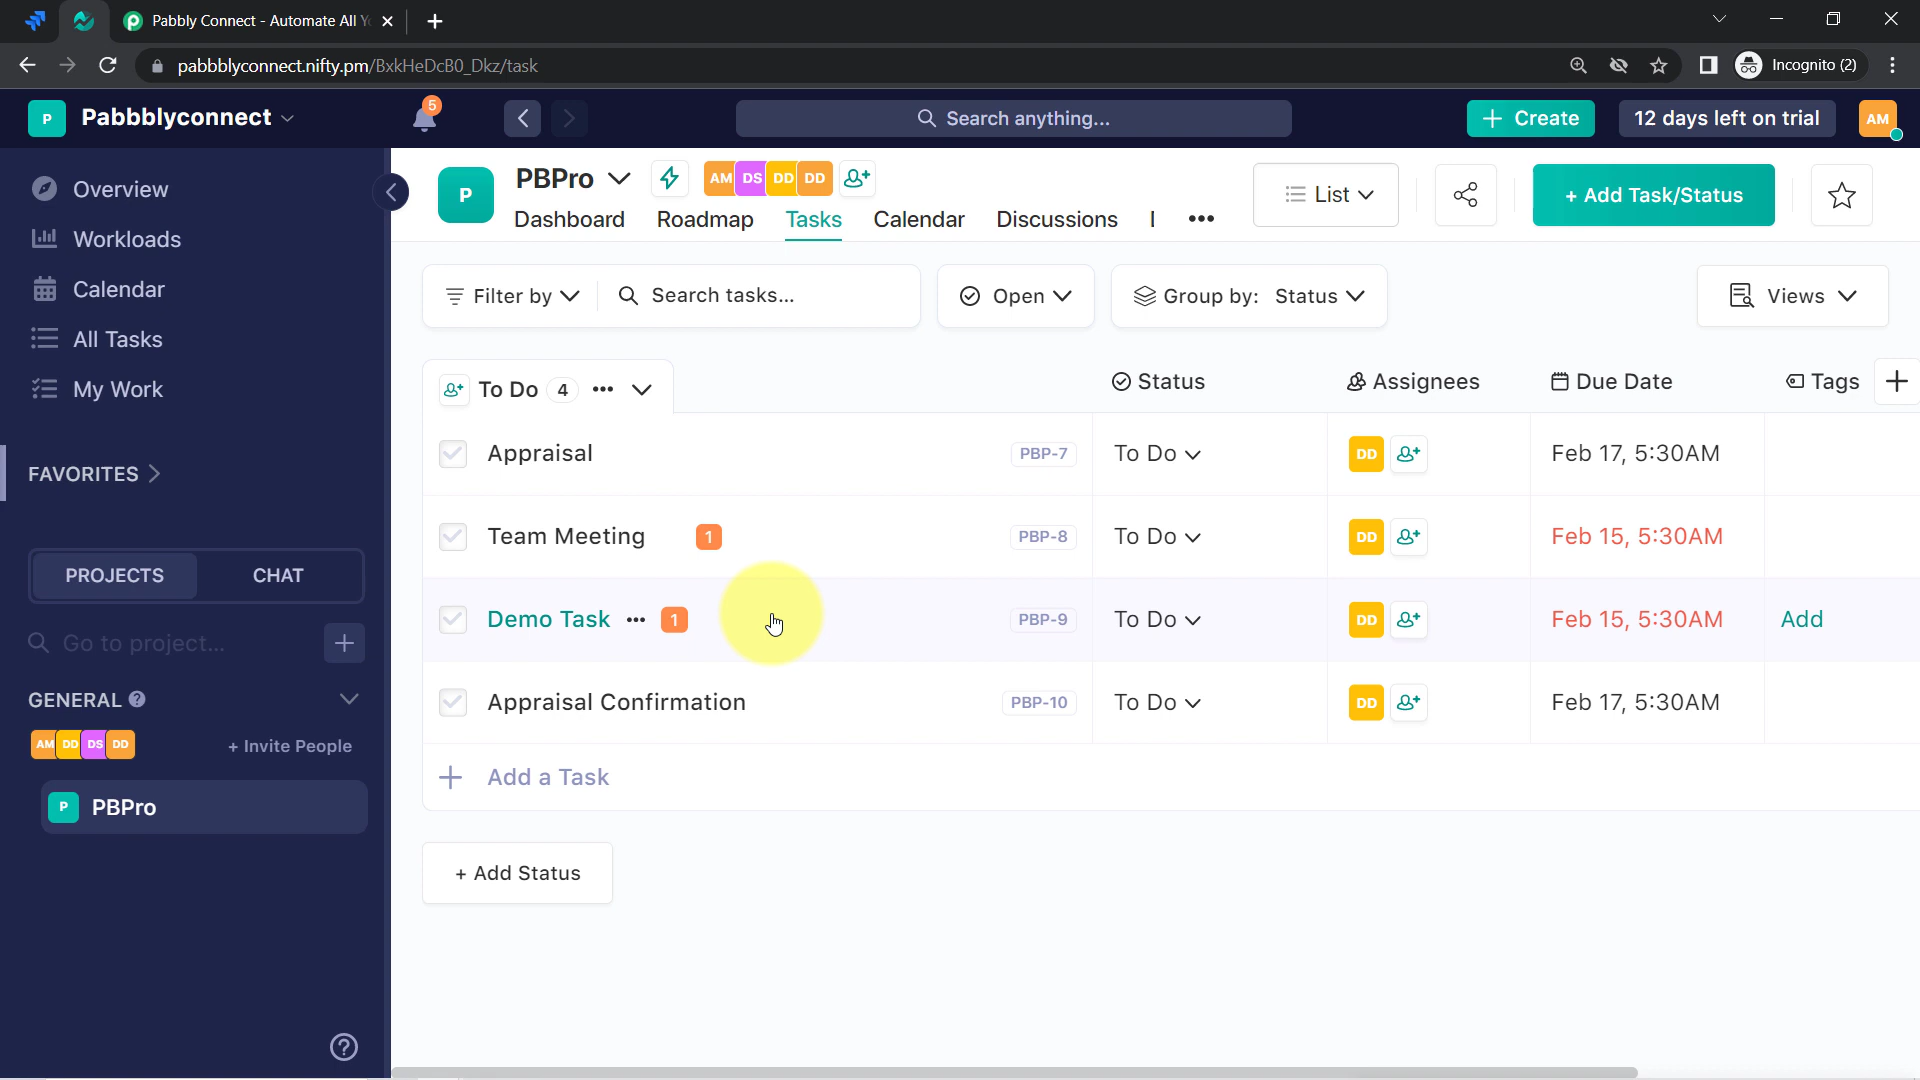 Pabbly Connect - Automate All Y
pabbblyconnect.nifty.pm/BxkHeDcB0_Dkz/task
Incognito (2)
P Pabbblyconnect
5
Search anything...
+ Create
12 days left on trial
AM
Overview
Workloads
Calendar
All Tasks
My Work
FAVORITES
PROJECTS CHAT
Go to project...
GENERAL
AM DD DS DD + Invite People
P PBPro
P PBPro
AM DS DD DD
Dashboard Roadmap Tasks Calendar Discussions
List
+ Add Task/Status
Filter by Search tasks... Open Group by: Status Views
To Do 4 Status Assignees Due Date Tags
Appraisal PBP-7 To Do DD Feb 17, 5:30AM
Team Meeting 1 PBP-8 To Do DD Feb 15, 5:30AM
Demo Task 1 PBP-9 To Do DD Feb 15, 5:30AM Add
Appraisal Confirmation PBP-10 To Do DD Feb 17, 5:30AM
+ Add a Task
+ Add Status